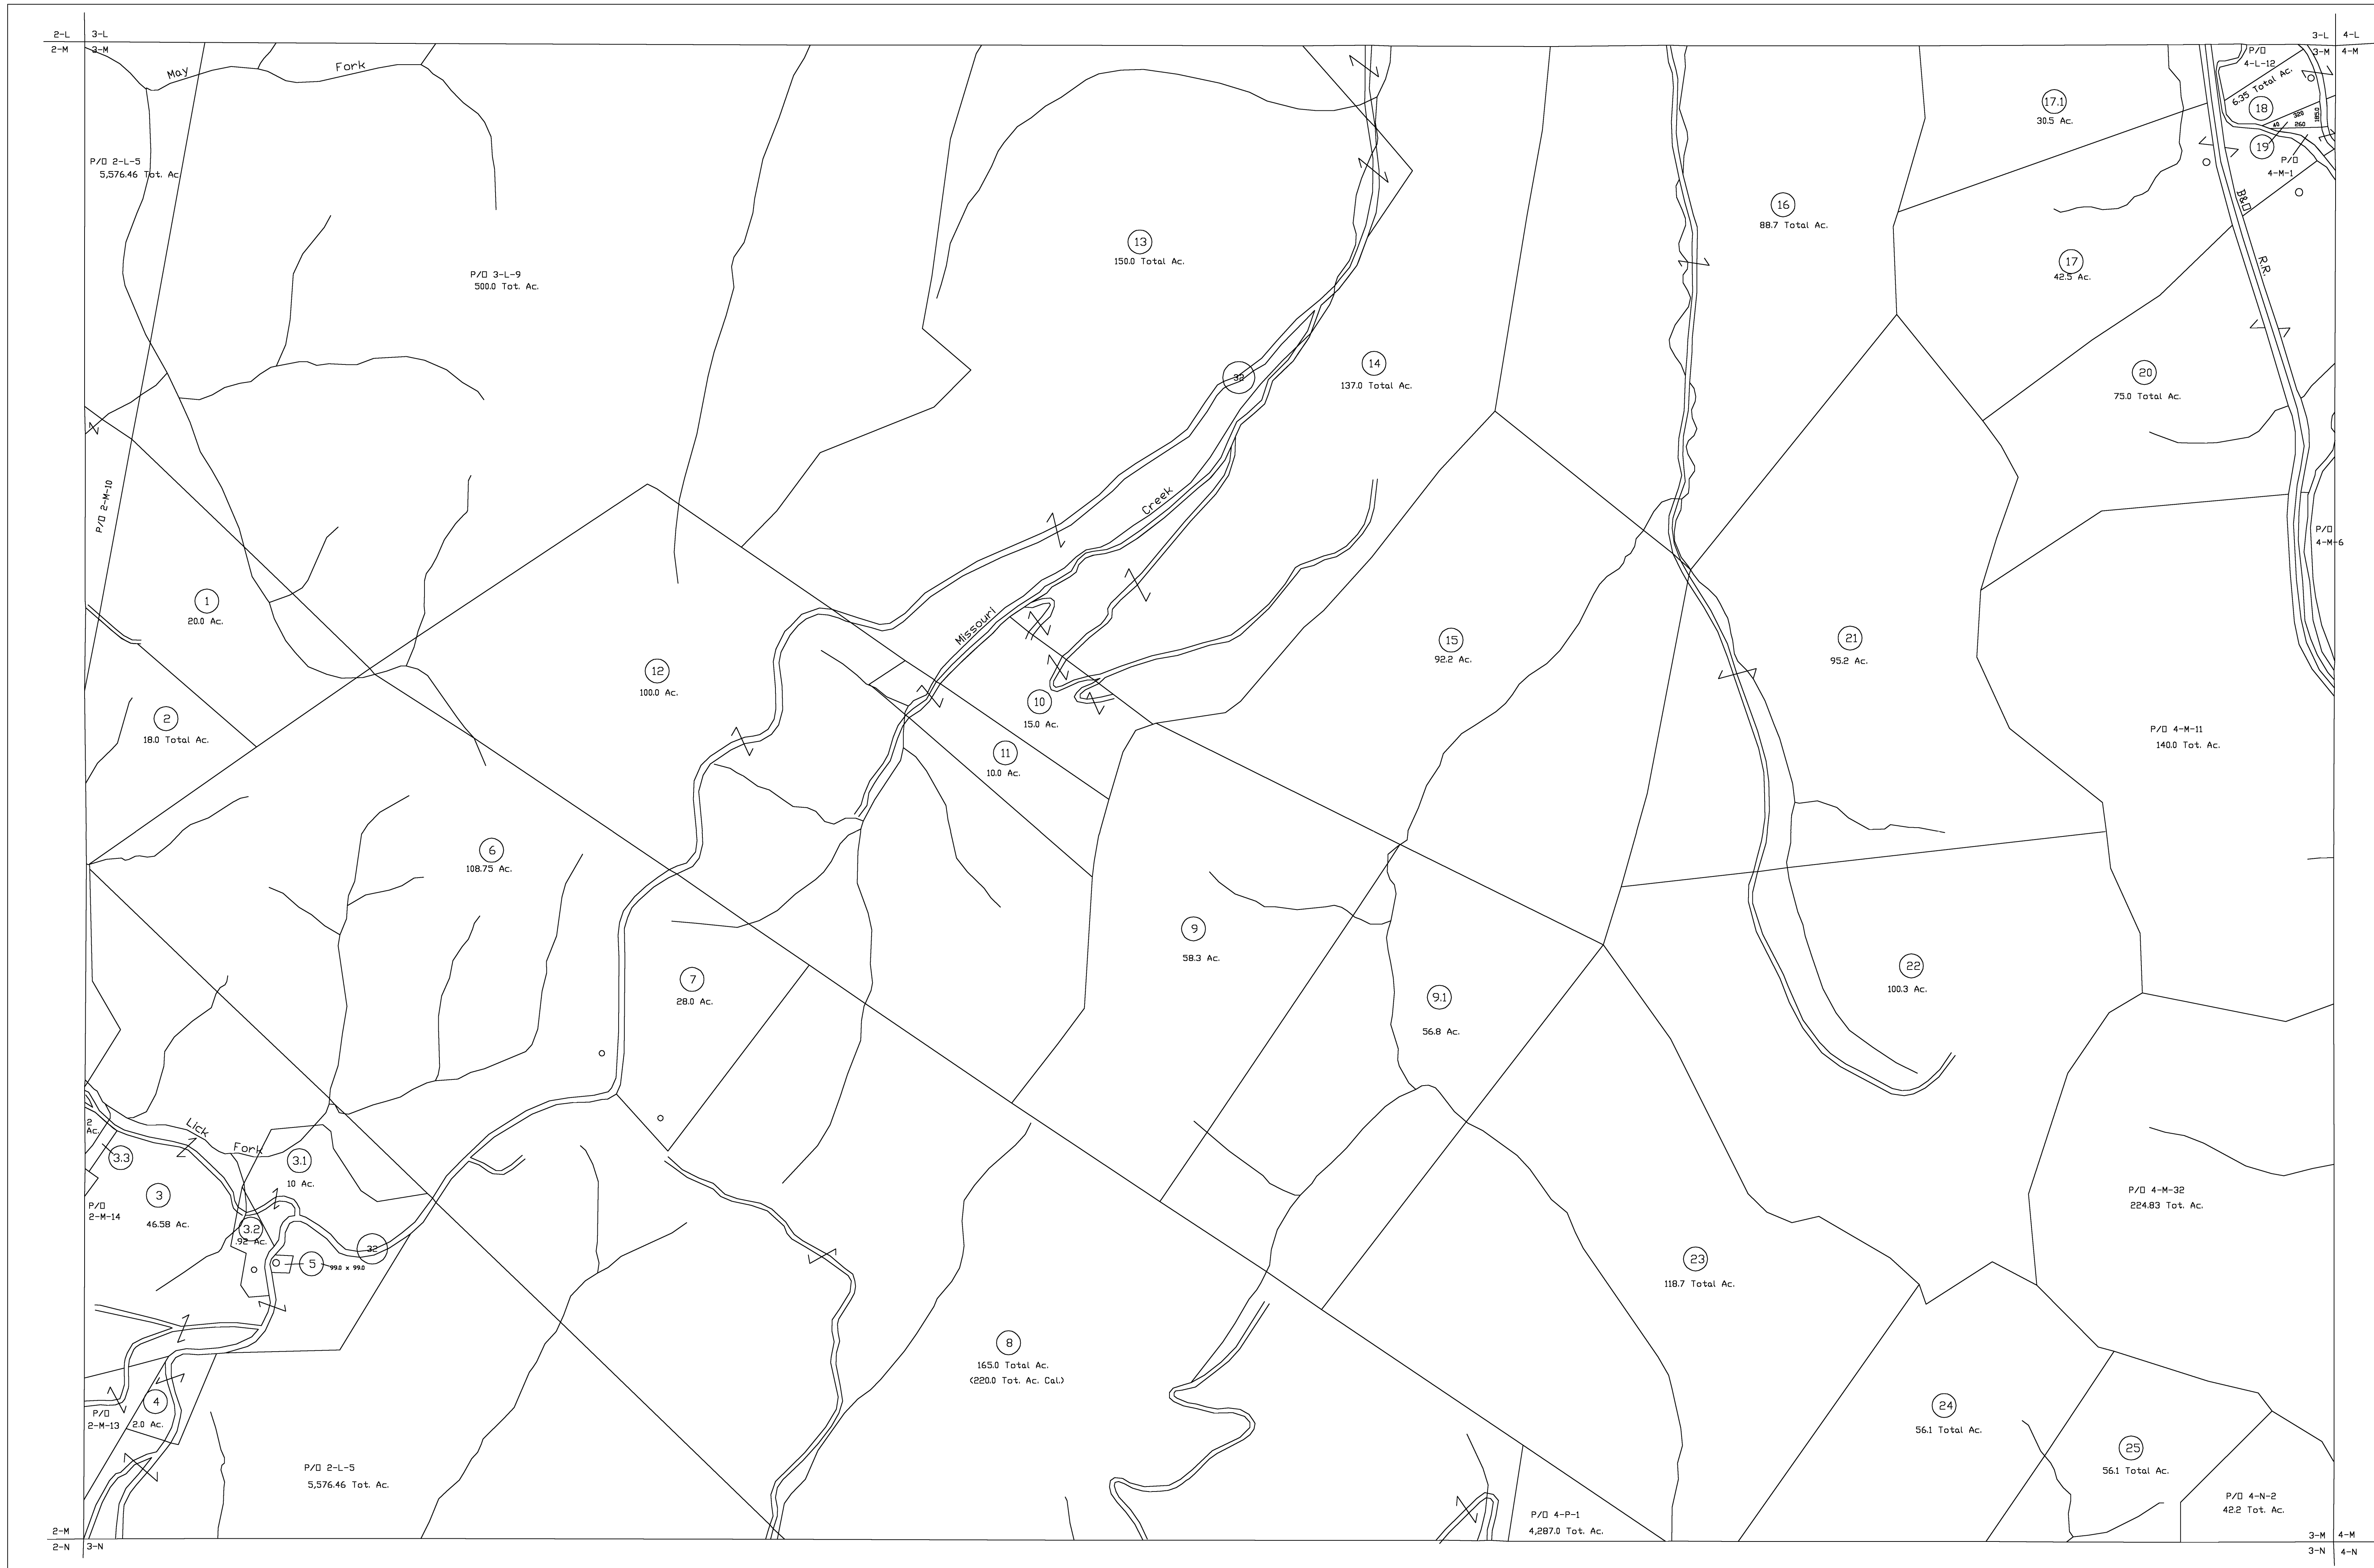 2-L 3-L
2-M 3-M
3-L 4-L
3-M 4-M
May Fork
P/O
4-L-12
6.35 Total Ac.
18
320
40
260
185.0
19
P/O
4-M-1
17.1
30.5 Ac.
P/O 2-L-5
5,576.46 Tot. Ac.
B&O R.R.
16
88.7 Total Ac.
13
150.0 Total Ac.
17
42.5 Ac.
P/O 3-L-9
500.0 Tot. Ac.
32
14
137.0 Total Ac.
20
75.0 Total Ac.
P/O 2-M-10
Missouri Creek
P/O
4-M-6
1
20.0 Ac.
12
100.0 Ac.
15
92.2 Ac.
21
95.2 Ac.
10
15.0 Ac.
2
18.0 Total Ac.
11
10.0 Ac.
P/O 4-M-11
140.0 Tot. Ac.
6
108.75 Ac.
9
58.3 Ac.
22
100.3 Ac.
7
28.0 Ac.
9.1
56.8 Ac.
2
Ac.
Lick Fork
3.3
3.1
10 Ac.
3
46.58 Ac.
P/O
2-M-14
3.2
.92 Ac.
32
5
99.0 x 99.0
P/O 4-M-32
224.83 Tot. Ac.
23
118.7 Total Ac.
8
165.0 Total Ac.
(220.0 Tot. Ac. Cal.)
4
2.0 Ac.
P/O
2-M-13
24
56.1 Total Ac.
25
56.1 Total Ac.
P/O 2-L-5
5,576.46 Tot. Ac.
P/O 4-N-2
42.2 Tot. Ac.
P/O 4-P-1
4,287.0 Tot. Ac.
2-M
2-N 3-N
3-M 4-M
3-N 4-N